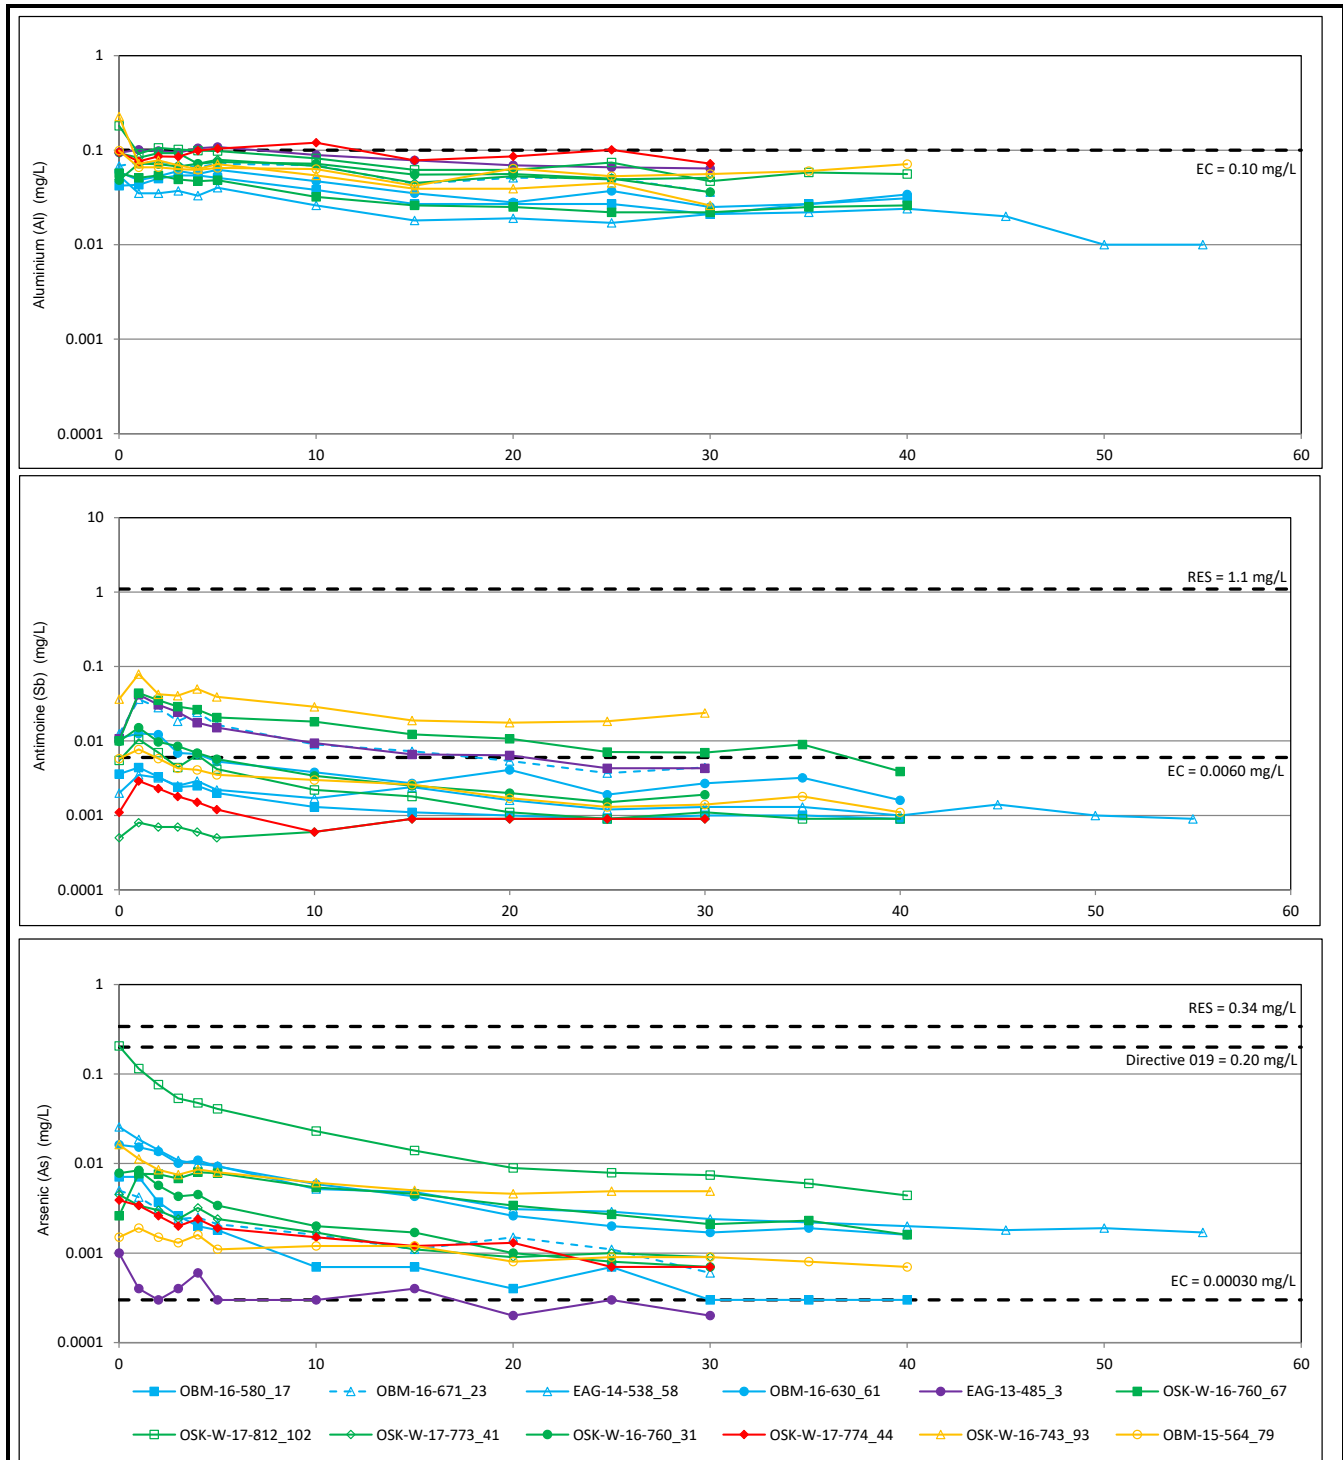 1
0.1
0.01
0.001
0.0001
Aluminium (Al) (mg/L)
EC = 0.10 mg/L
0 10 20 30 40 50 60
10
1
0.1
0.01
0.001
0.0001
Antimoine (Sb) (mg/L)
RES = 1.1 mg/L
EC = 0.0060 mg/L
0 10 20 30 40 50 60
1
0.1
0.01
0.001
0.0001
Arsenic (As) (mg/L)
RES = 0.34 mg/L
Directive 019 = 0.20 mg/L
EC = 0.00030 mg/L
0 10 20 30 40 50 60
OBM-16-580_17 OBM-16-671_23 EAG-14-538_58 OBM-16-630_61 EAG-13-485_3 OSK-W-16-760_67
OSK-W-17-812_102 OSK-W-17-773_41 OSK-W-16-760_31 OSK-W-17-774_44 OSK-W-16-743_93 OBM-15-564_79